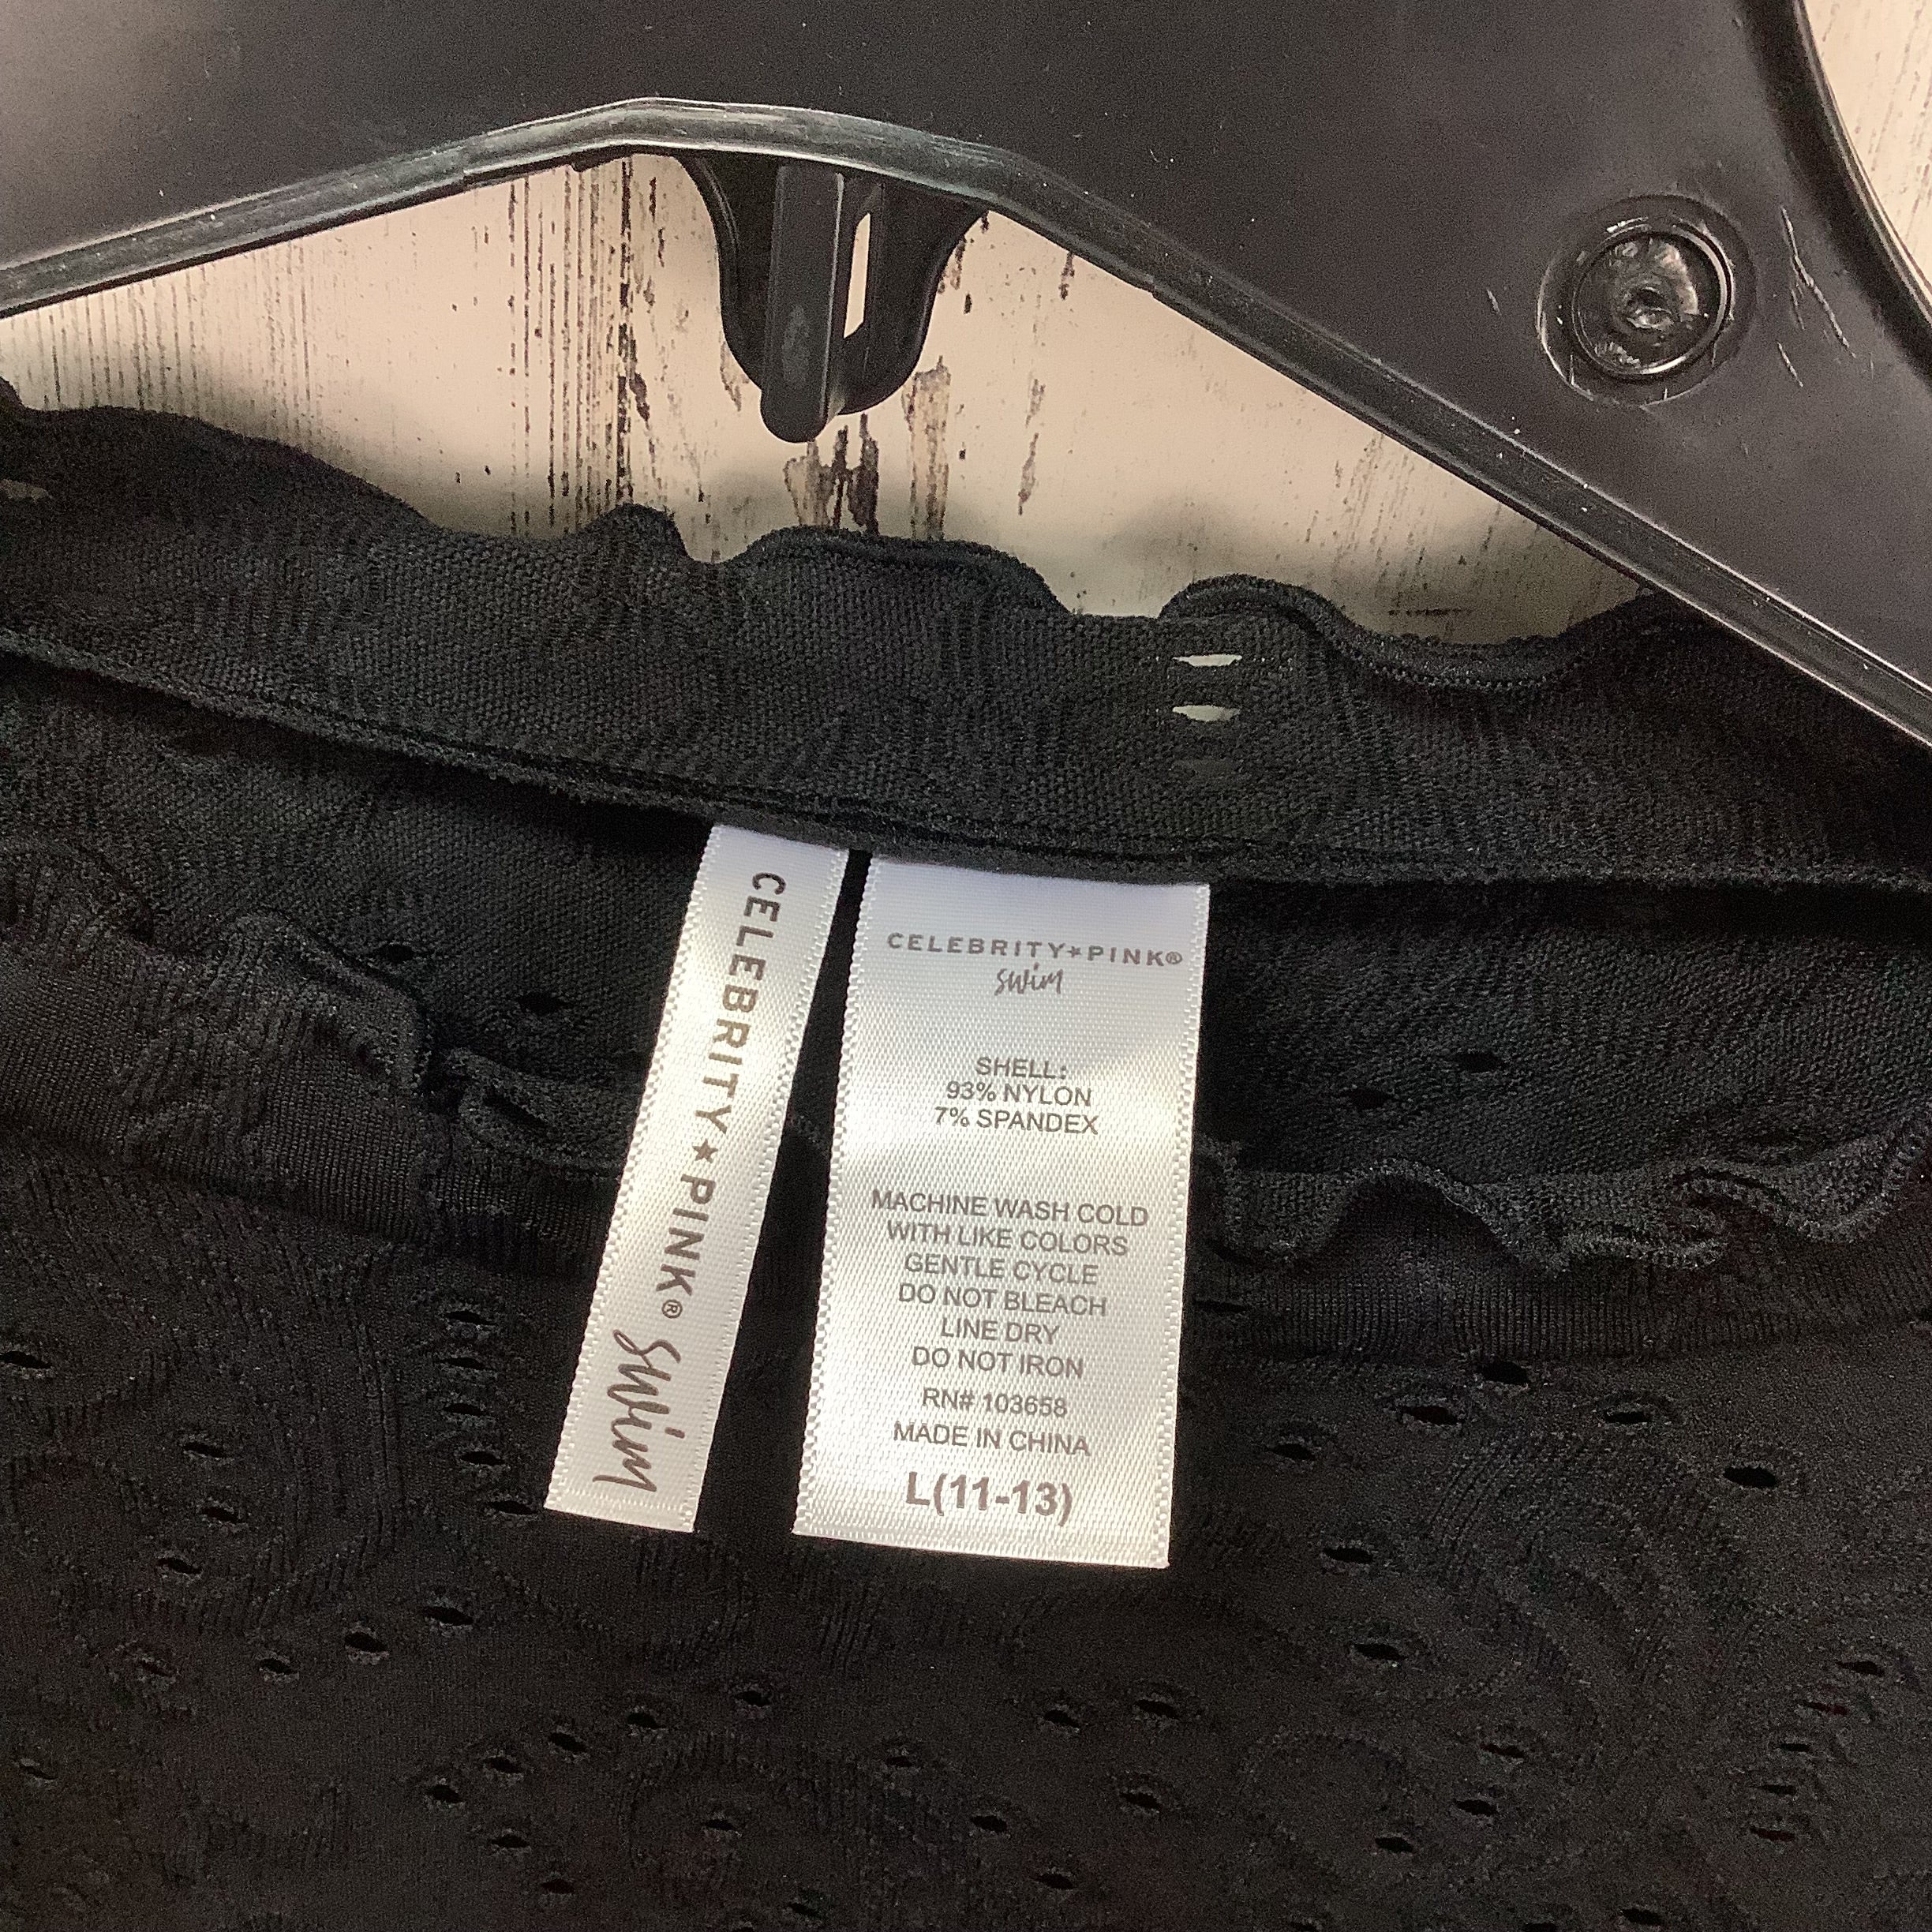 CELEBRITY★PINK® swim
CELEBRITY★PINK®
swim
SHELL:
93% NYLON
7% SPANDEX
MACHINE WASH COLD
WITH LIKE COLORS
GENTLE CYCLE
DO NOT BLEACH
LINE DRY
DO NOT IRON
RN# 103658
MADE IN CHINA
L(11-13)